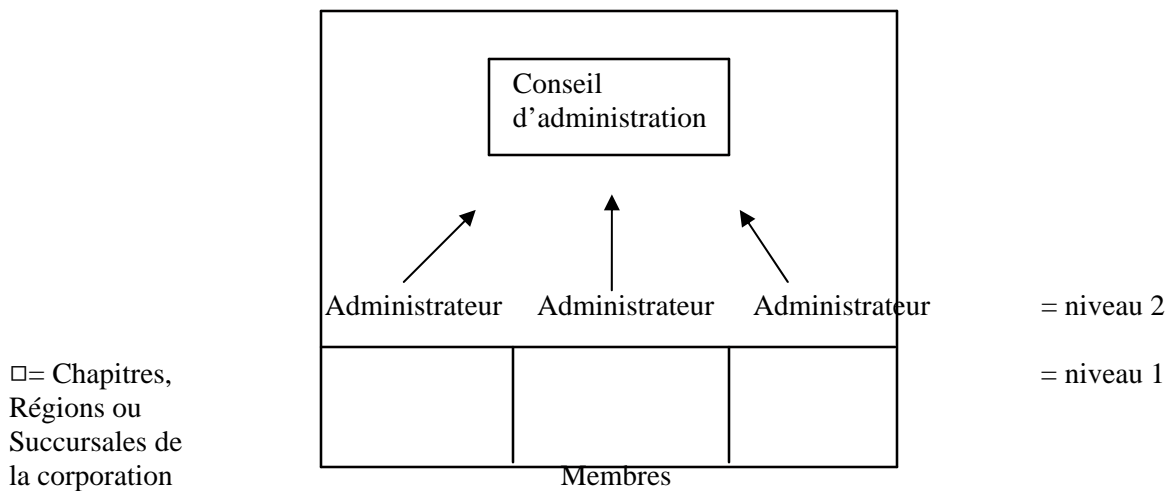 Conseil
d’administration
Administrateur Administrateur Administrateur = niveau 2
□= Chapitres, = niveau 1
Régions ou
Succursales de
la corporation Membres